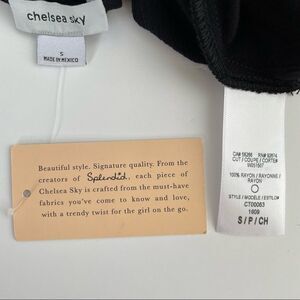 chelsea sky
S
MADE IN MEXICO
Beautiful style. Signature quality. From the
creators of Splendid, each piece of
Chelsea Sky is crafted from the must-have
fabrics you've come to know and love,
with a trendy twist for the girl on the go.
CUT / COUPE / CORTE#
100% RAYON / RAYONNE /
RAYON
STYLE / MODÈLE / ESTILO#
CT00063
1609
S / P / CH